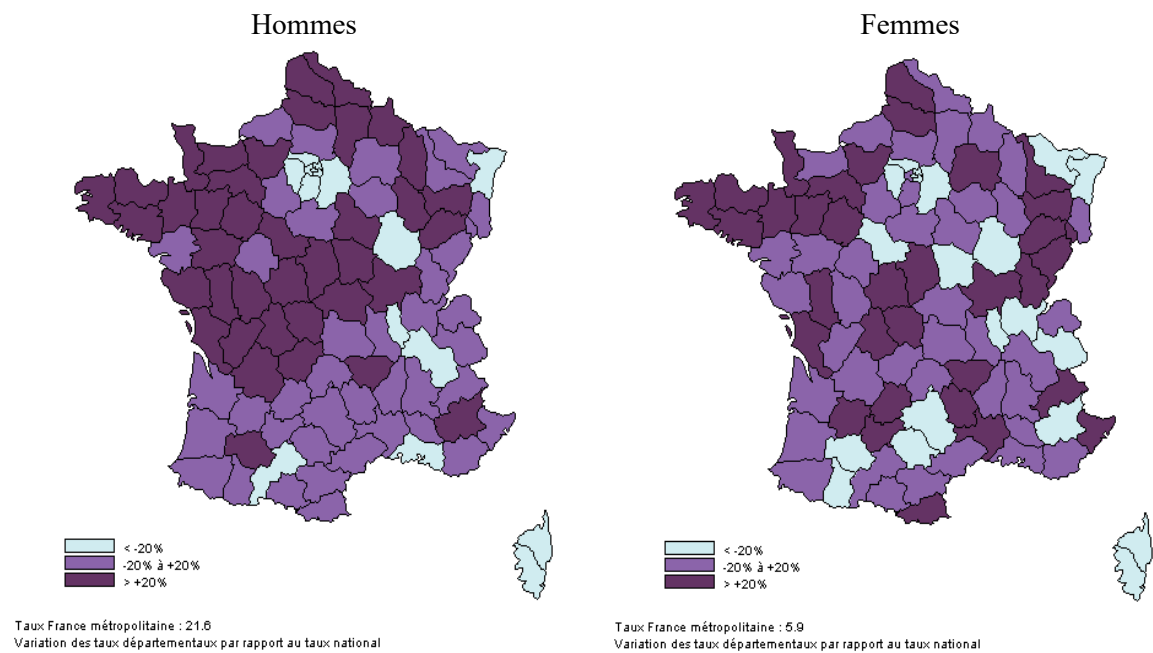 Hommes
Femmes
< -20%
-20% à +20%
> +20%
Taux France métropolitaine : 21.6
Variation des taux départementaux par rapport au taux national
< -20%
-20% à +20%
> +20%
Taux France métropolitaine : 5.9
Variation des taux départementaux par rapport au taux national